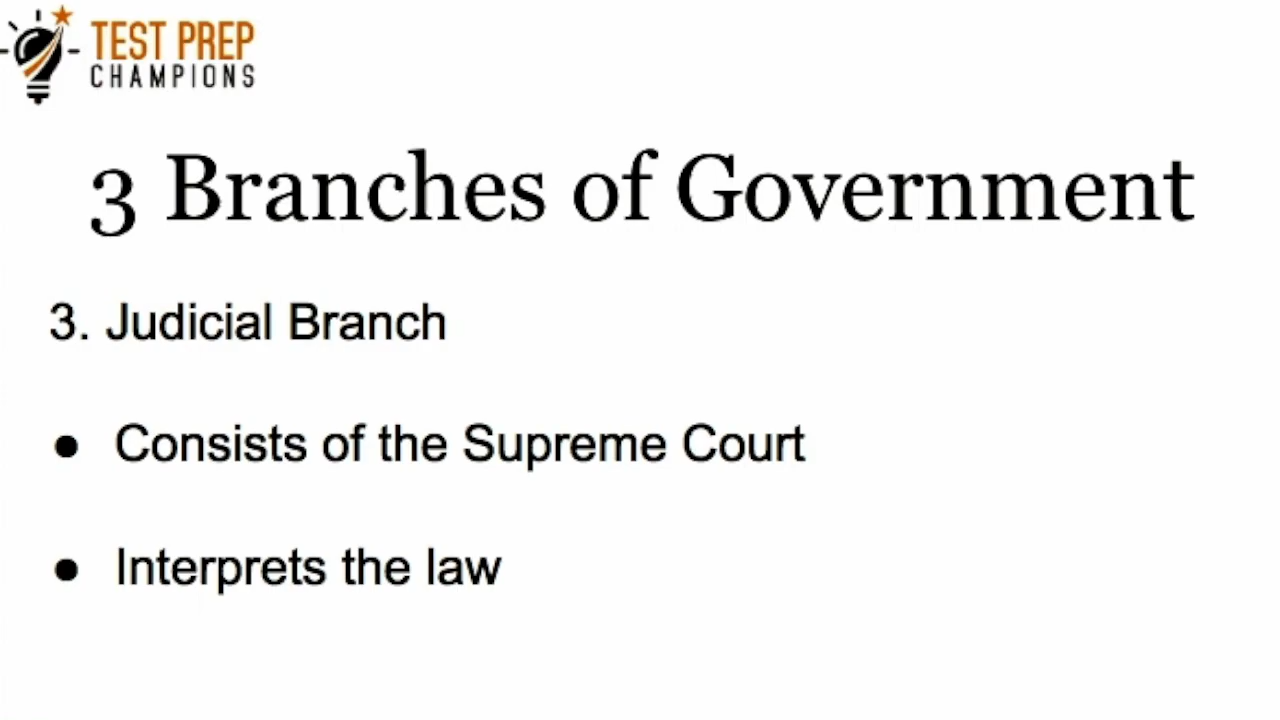 TEST PREP
CHAMPIONS
3 Branches of Government
3. Judicial Branch
● Consists of the Supreme Court
● Interprets the law